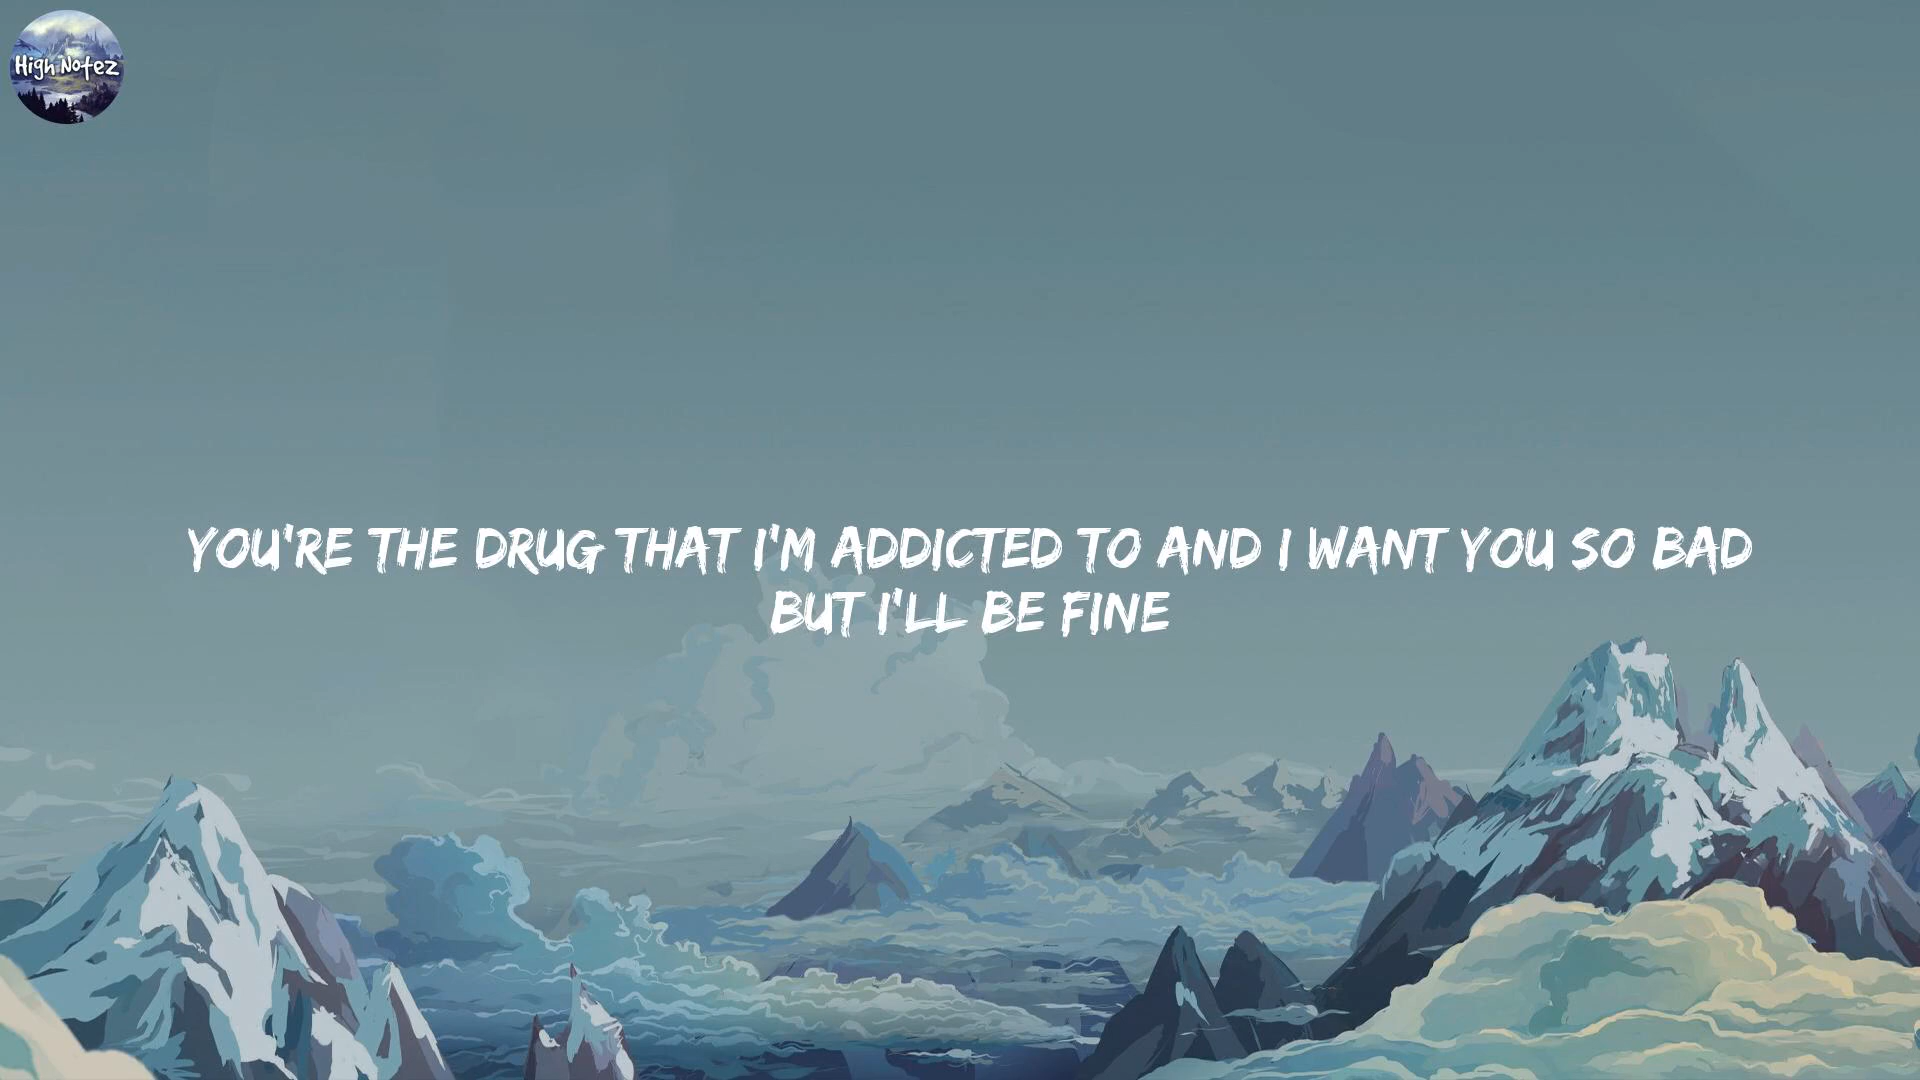 High Notez
YOU'RE THE DRUG THAT I'M ADDICTED TO AND I WANT YOU SO BAD
BUT I'LL BE FINE